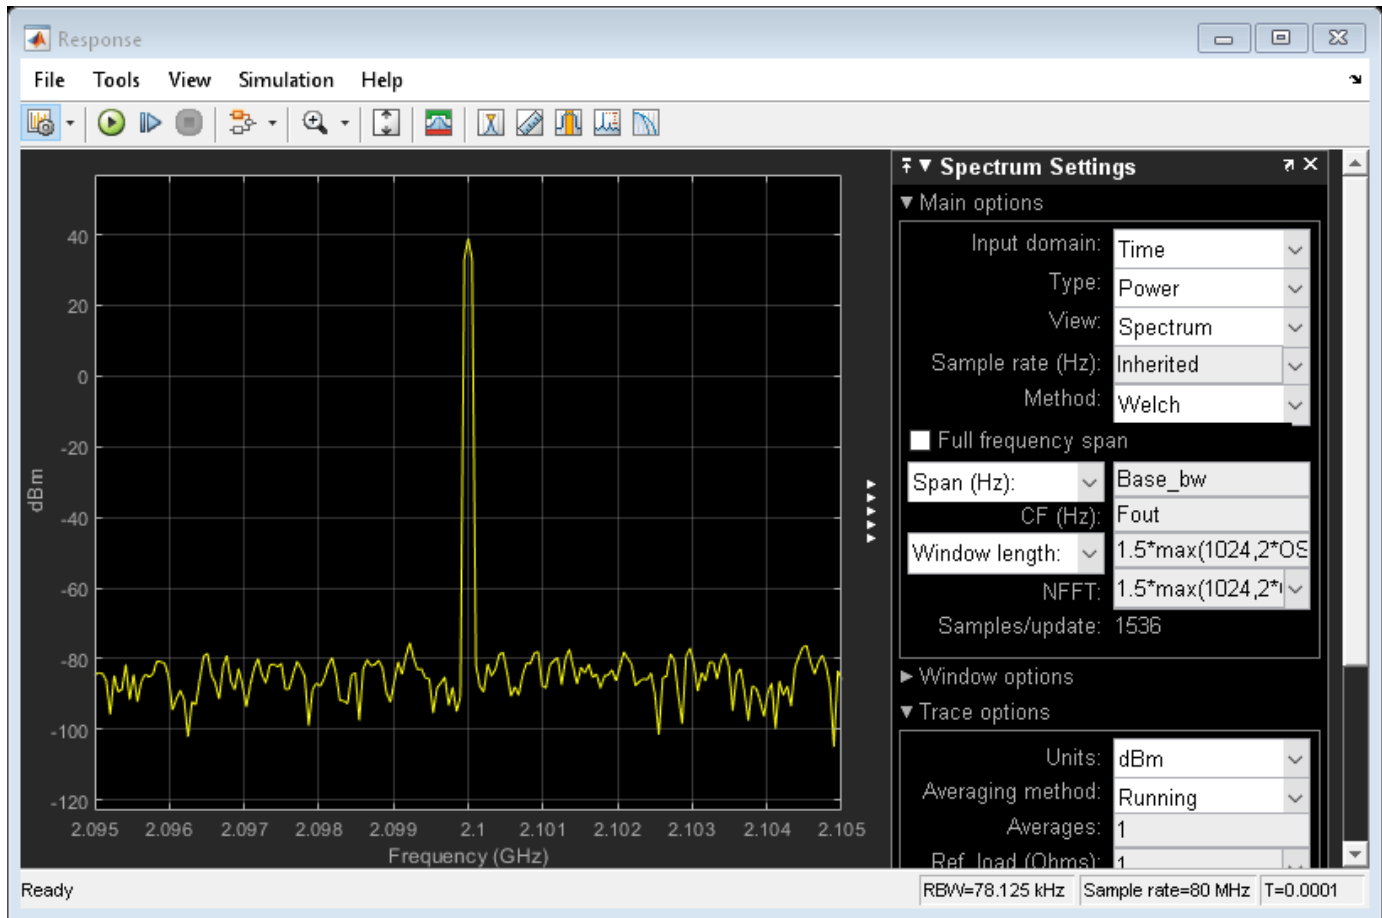 Response
File Tools View Simulation Help
Spectrum Settings
Main options
Input domain: Time
Type: Power
View: Spectrum
Sample rate (Hz): Inherited
Method: Welch
Full frequency span
Span (Hz): Base_bw
CF (Hz): Fout
Window length: 1.5*max(1024,2*OS
NFFT: 1.5*max(1024,2*
Samples/update: 1536
Window options
Trace options
Units: dBm
Averaging method: Running
Averages: 1
Ref. load (Ohms): 1
40
20
0
-20
-40
-60
-80
-100
-120
dBm
2.095 2.096 2.097 2.098 2.099 2.1 2.101 2.102 2.103 2.104 2.105
Frequency (GHz)
Ready RBW=78.125 kHz Sample rate=80 MHz T=0.0001